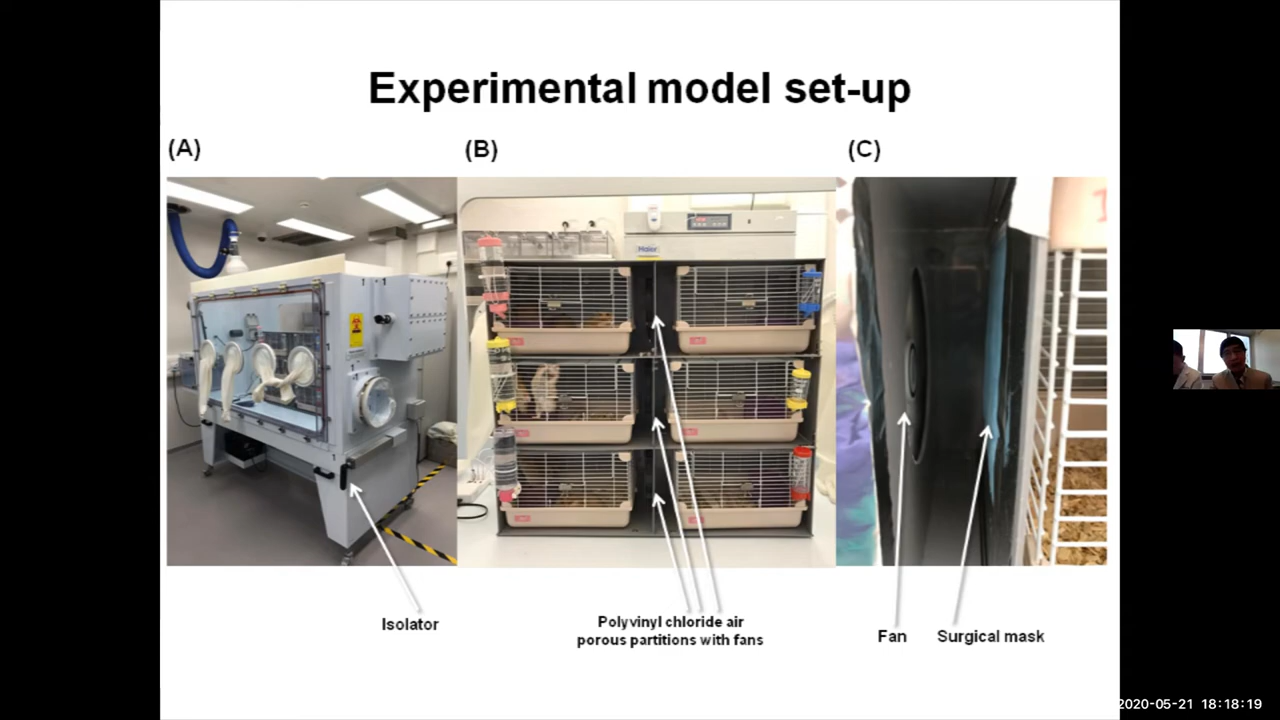 Experimental model set-up
(A)
(B)
(C)
Haier
Isolator
Polyvinyl chloride air
porous partitions with fans
Fan
Surgical mask
2020-05-21 18:18:19